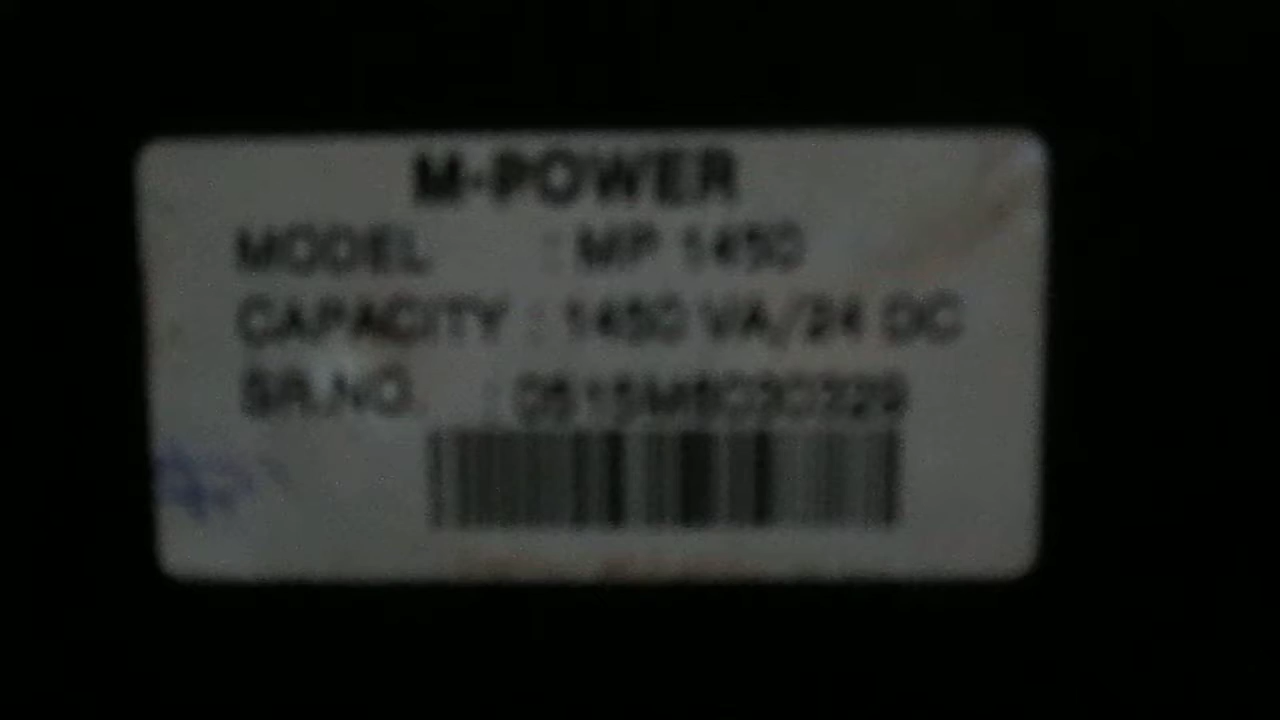 M-POWER
MODEL : MP 1450
CAPACITY : 1450 VA/24 DC
SR.NO. :